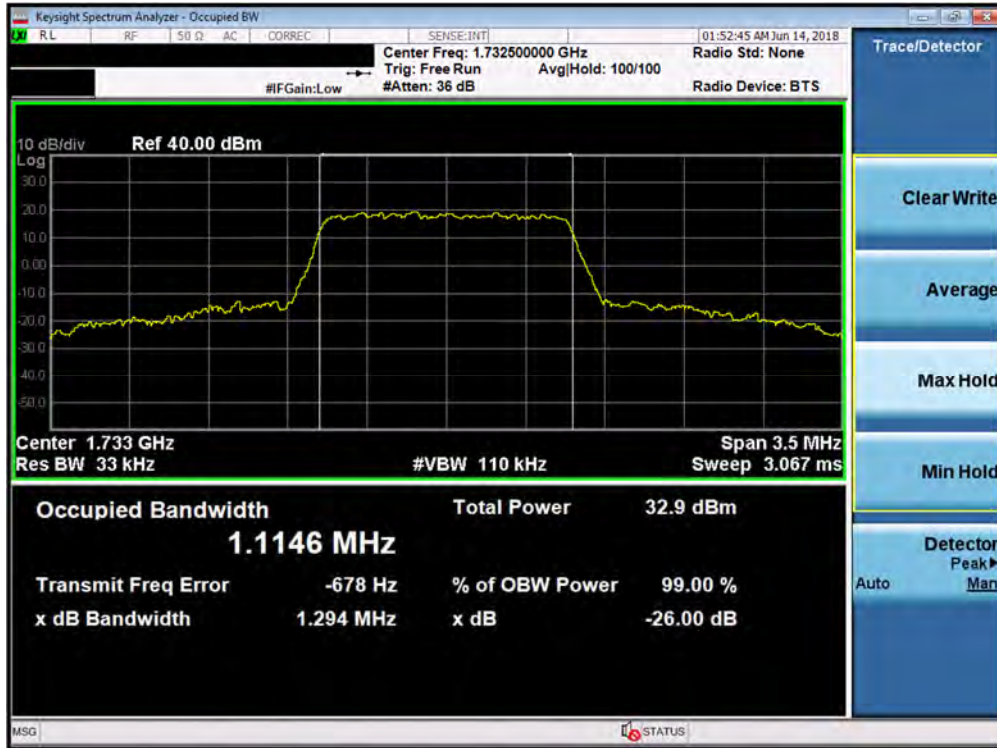 Keysight Spectrum Analyzer - Occupied BW
LXI RL RF 50 Ω AC CORREC SENSE:INT 01:52:45 AM Jun 14, 2018
Center Freq: 1.732500000 GHz Radio Std: None
Trig: Free Run Avg|Hold: 100/100
#IFGain:Low #Atten: 36 dB Radio Device: BTS
10 dB/div Ref 40.00 dBm
Log
30.0
20.0
10.0
0.00
-10.0
-20.0
-30.0
-40.0
-50.0
Center 1.733 GHz Span 3.5 MHz
Res BW 33 kHz #VBW 110 kHz Sweep 3.067 ms
Occupied Bandwidth Total Power 32.9 dBm
1.1146 MHz
Transmit Freq Error -678 Hz % of OBW Power 99.00 %
x dB Bandwidth 1.294 MHz x dB -26.00 dB
Trace/Detector
Clear Write
Average
Max Hold
Min Hold
Detector
Peak▶
Auto Man
MSG STATUS